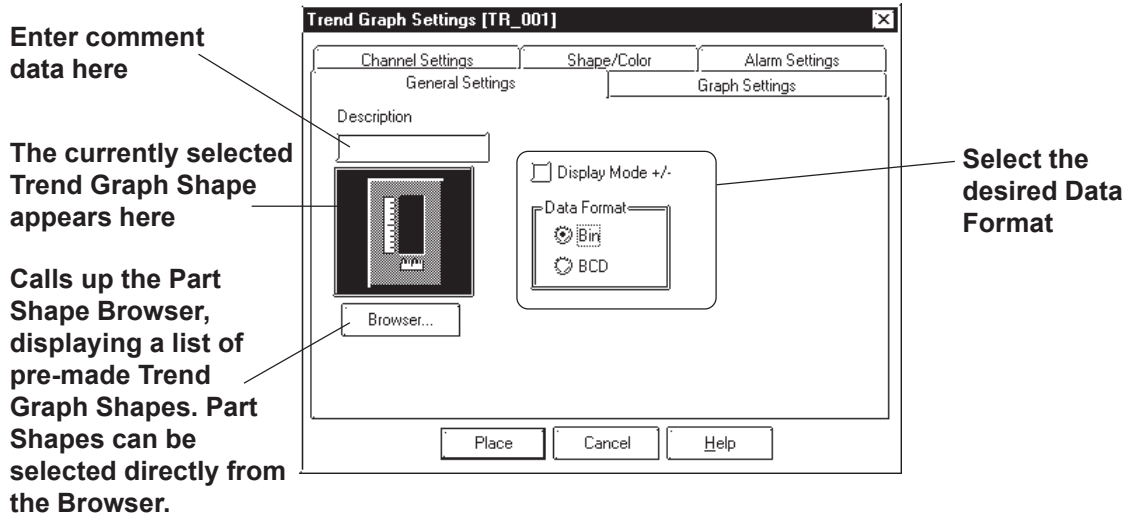 Enter comment
data here
The currently selected
Trend Graph Shape
appears here
Calls up the Part
Shape Browser,
displaying a list of
pre-made Trend
Graph Shapes. Part
Shapes can be
selected directly from
the Browser.
Trend Graph Settings [TR_001]
Channel Settings
Shape/Color
Alarm Settings
General Settings
Graph Settings
Description
Display Mode +/-
Data Format
Bin
BCD
Browser...
Place
Cancel
Help
Select the
desired Data
Format